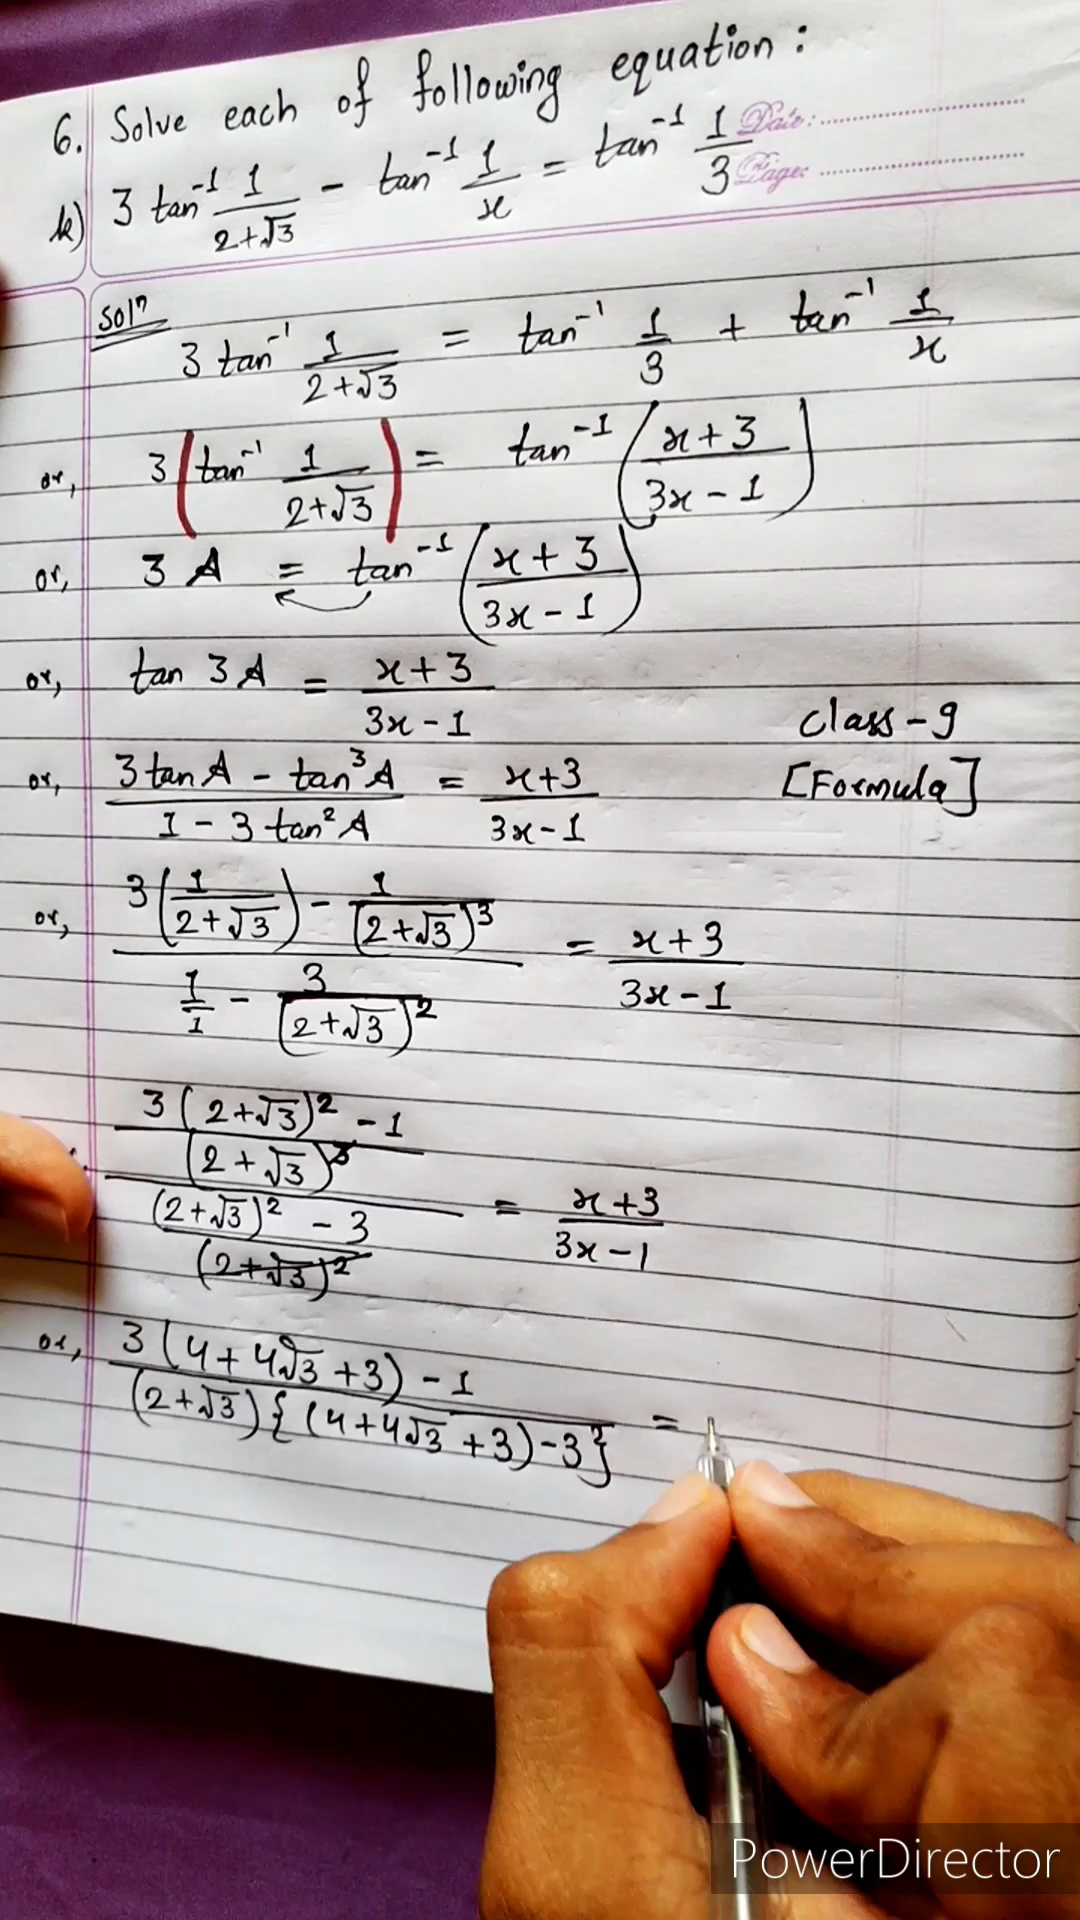 6. Solve each of following equation :
Date: ........................
Page: ........................
k) 3 tan⁻¹ 1/(2+√3) − tan⁻¹ 1/x = tan⁻¹ 1/3
Solⁿ
3 tan⁻¹ 1/(2+√3) = tan⁻¹ 1/3 + tan⁻¹ 1/x
or, 3(tan⁻¹ 1/(2+√3)) = tan⁻¹ ((x+3)/(3x−1))
or, 3A = tan⁻¹ ((x+3)/(3x−1))
or, tan 3A = (x+3)/(3x−1)
class-9
or, (3tanA − tan³A)/(1 − 3tan²A) = (x+3)/(3x−1) [Formula]
or, (3(1/(2+√3)) − 1/(2+√3)³)/(1/1 − 3/(2+√3)²) = (x+3)/(3x−1)
((3(2+√3)² − 1)/(2+√3)³)/(((2+√3)² − 3)/(2+√3)²) = (x+3)/(3x−1)
or, (3(4+4√3+3) − 1)/((2+√3){(4+4√3+3)−3}) =
PowerDirector